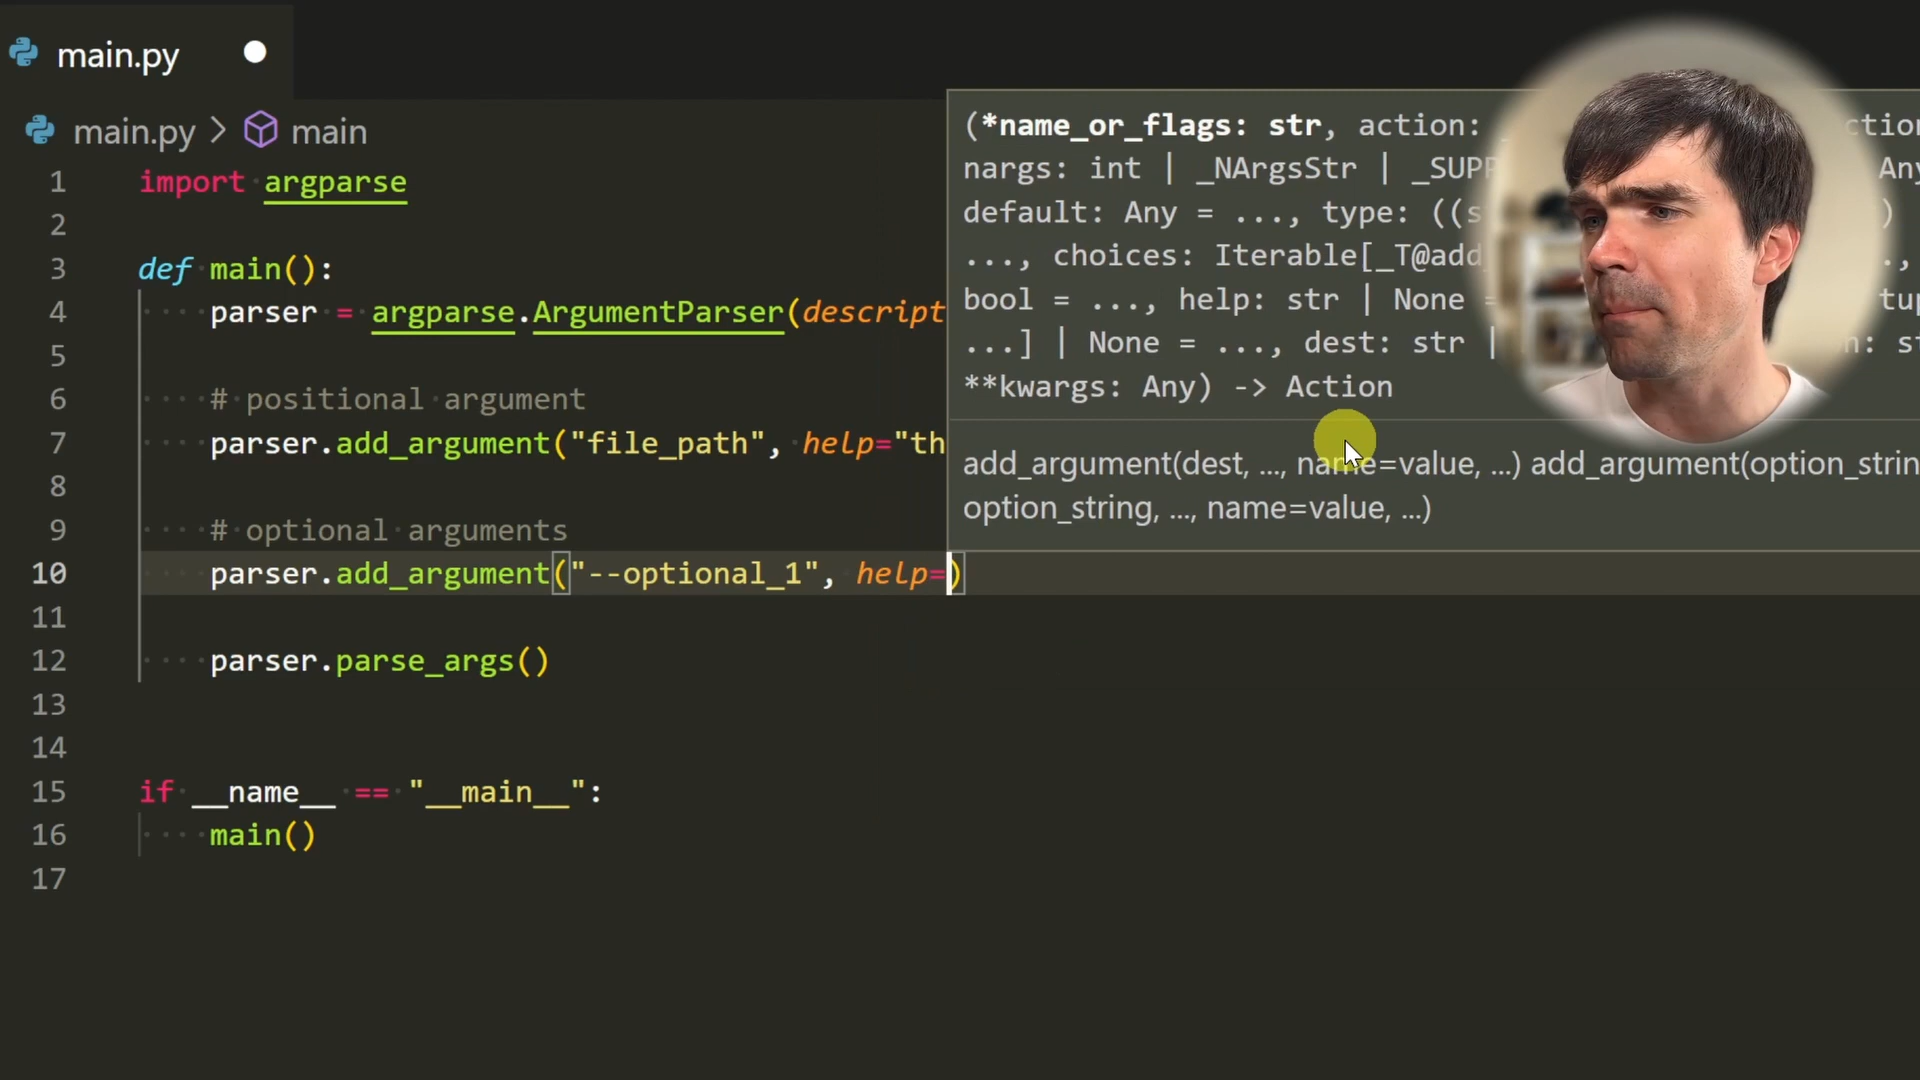 main.py
main.py > main
1 import argparse
2
3 def main():
4 parser = argparse.ArgumentParser(descript
5
6 # positional argument
7 parser.add_argument("file_path", help="th
8
9 # optional arguments
10 parser.add_argument("--optional_1", help=)
11
12 parser.parse_args()
13
14
15 if __name__ == "__main__":
16 main()
17
(*name_or_flags: str, action:
nargs: int | _NArgsStr | _SUPP Any
default: Any = ..., type: ((s )
..., choices: Iterable[_T@add ,
bool = ..., help: str | None = tup
...] | None = ..., dest: str | n: st
**kwargs: Any) -> Action
add_argument(dest, ..., name=value, ...) add_argument(option_strin
option_string, ..., name=value, ...)